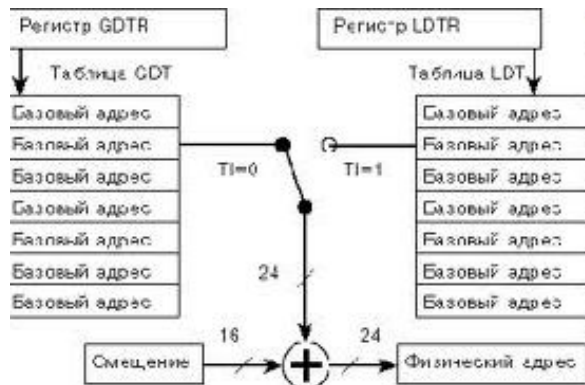 Регистр GDTR
Регистр LDTR
Таблица GDT
Таблица LDT
Базовый адрес
Базовый адрес
Базовый адрес
Базовый адрес
Базовый адрес
Базовый адрес
Базовый адрес
TI=0
TI=1
Базовый адрес
Базовый адрес
Базовый адрес
Базовый адрес
Базовый адрес
Базовый адрес
Базовый адрес
24
16
24
Смещение
+
Физический адрес